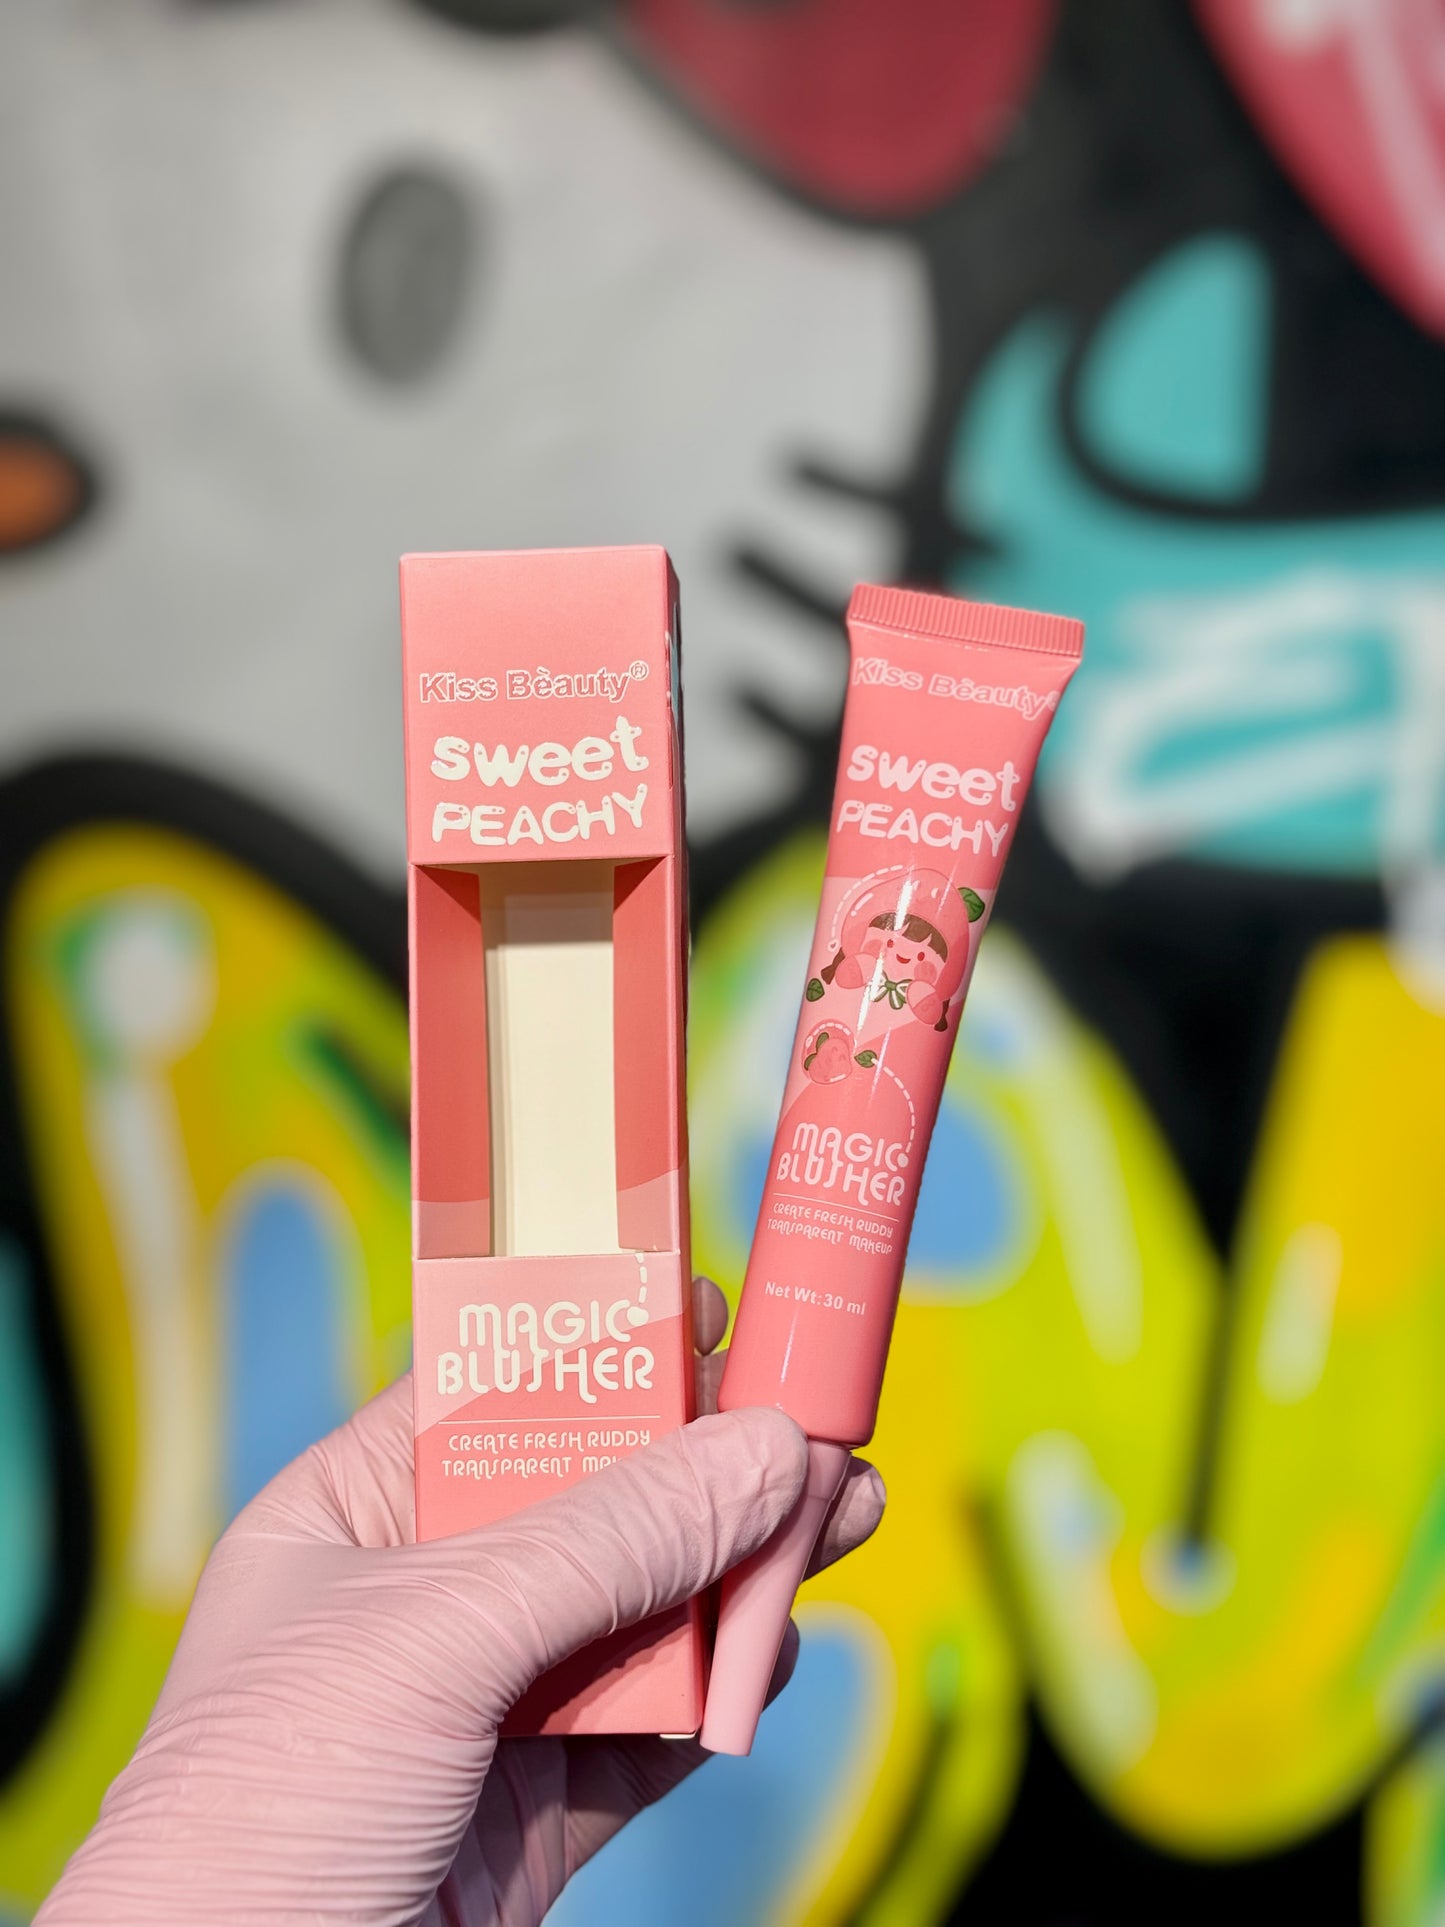 Kiss Bèauty®
sweet
PEACHY
MAGIC
BLUSHER
CREATE FRESH RUDDY
TRANSPARENT
Kiss Bèauty®
sweet
PEACHY
MAGIC
BLUSHER
CREATE FRESH RUDDY
TRANSPARENT MAKEUP
Net Wt:30 ml